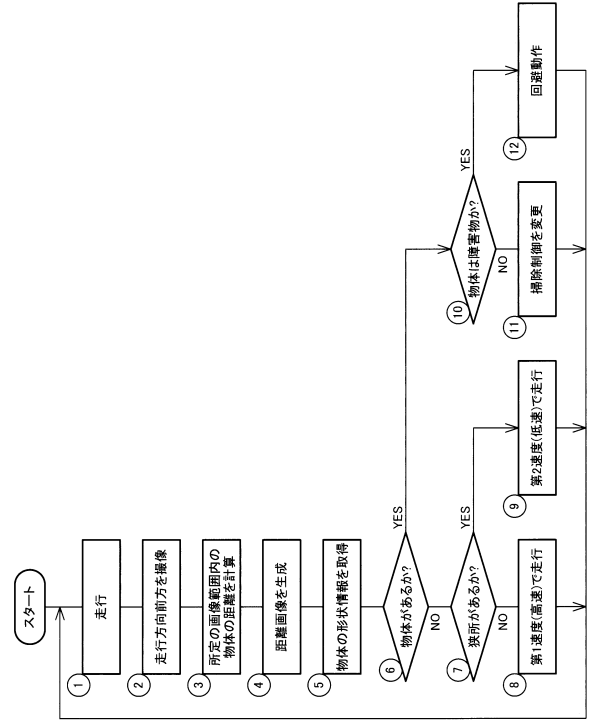 スタート
走行
1
走行方向前方を撮像
2
所定の画像範囲内の
物体の距離を計算
3
距離画像を生成
4
物体の形状情報を取得
5
物体があるか?
6
YES
NO
狭所があるか?
7
YES
NO
第1速度(高速)で走行
8
第2速度(低速)で走行
9
物体は障害物か?
10
YES
NO
掃除制御を変更
11
回避動作
12